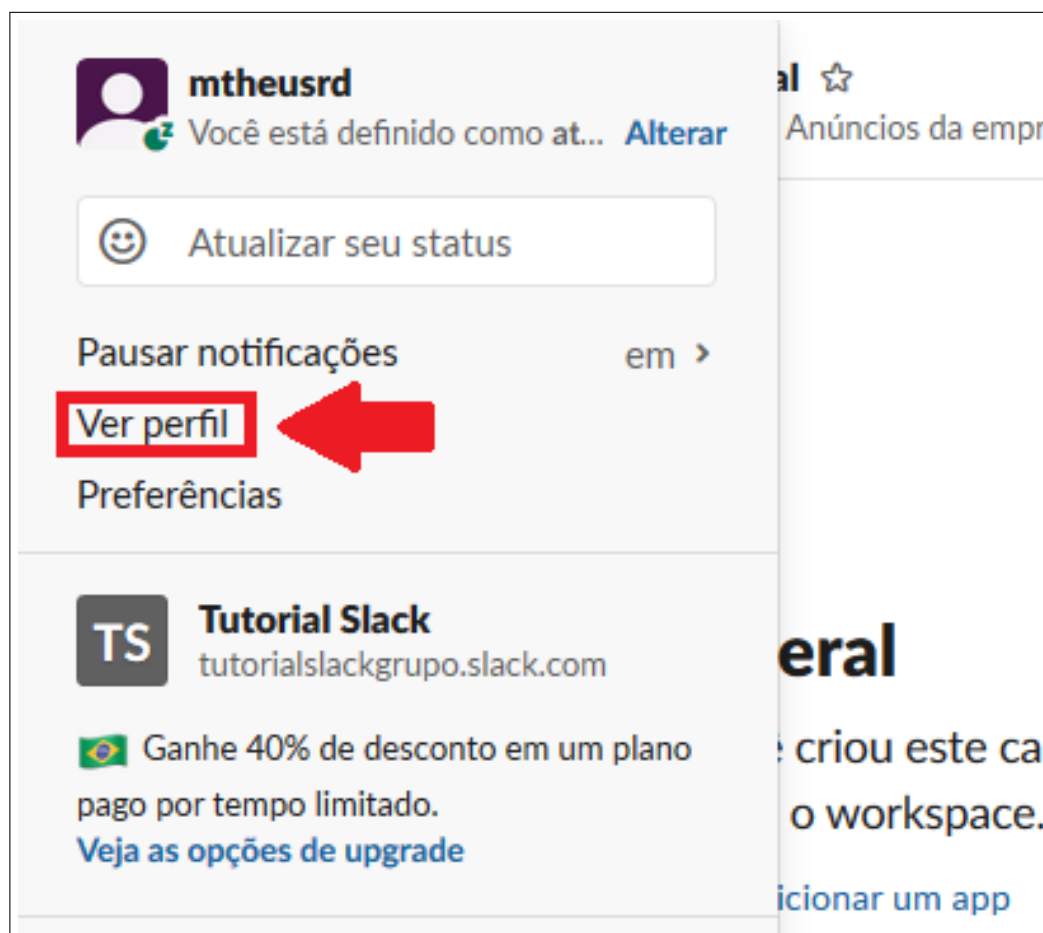 mtheusrd
Você está definido como at... Alterar
Atualizar seu status
Pausar notificações em >
Ver perfil
Preferências
TS
Tutorial Slack
tutorialslackgrupo.slack.com
Ganhe 40% de desconto em um plano
pago por tempo limitado.
Veja as opções de upgrade
al
Anúncios da empr
eral
criou este ca
o workspace.
icionar um app